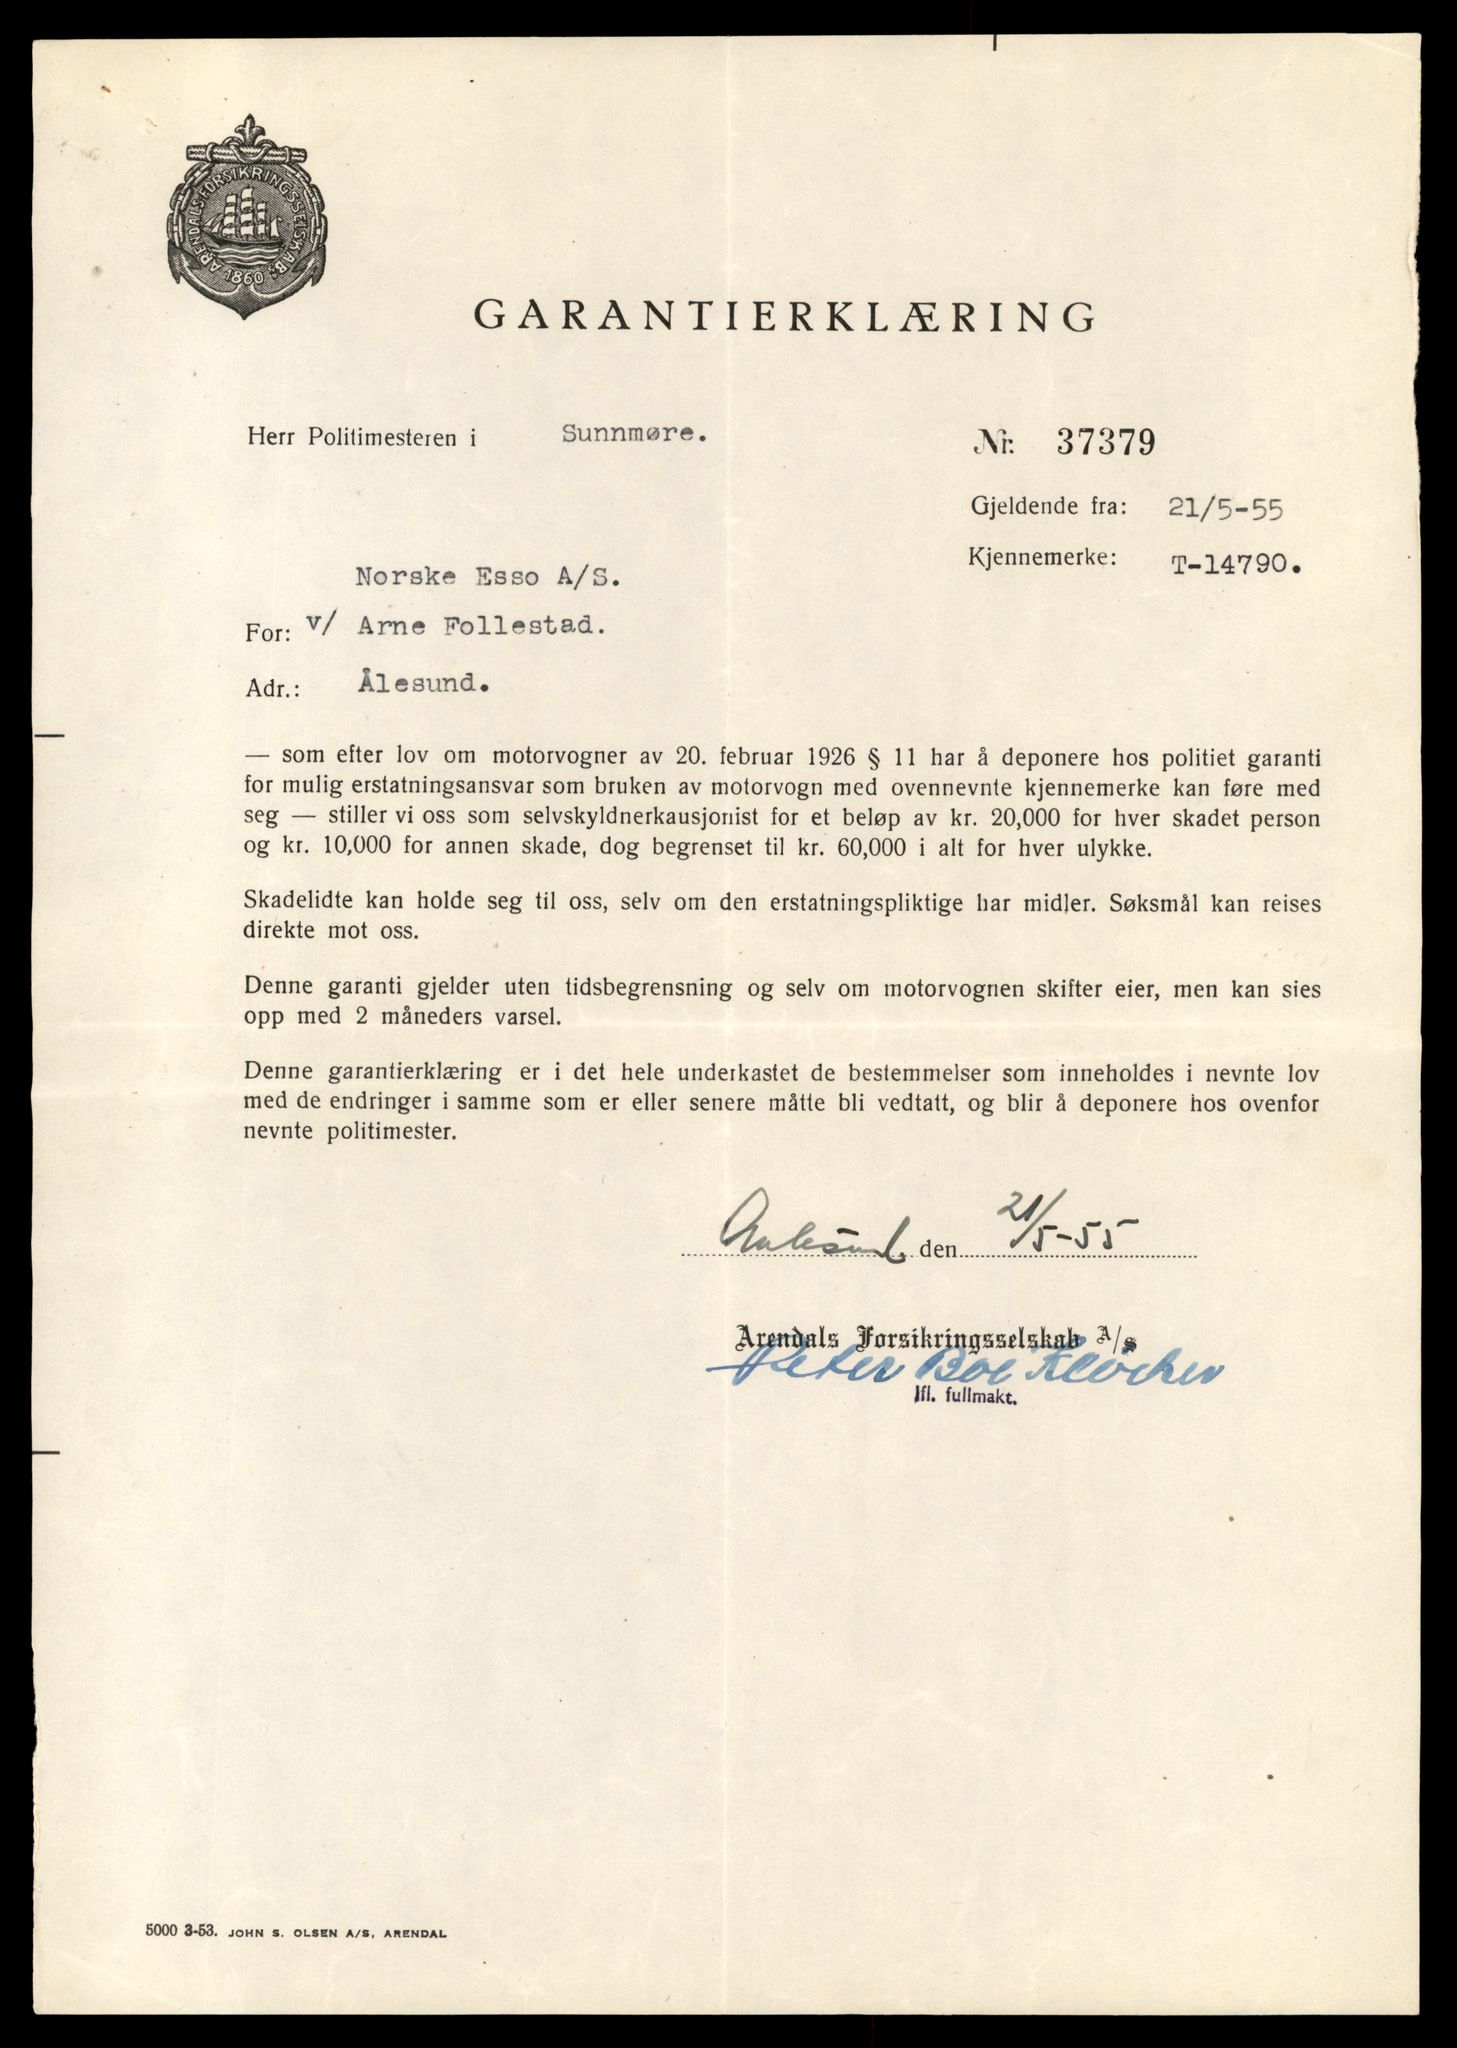 ARENDALS FORSIKRINGSSELSKAB
1860
GARANTIERKLÆRING
Herr Politimesteren i Sunnmøre.
Nr. 37379
Gjeldende fra: 21/5-55
Kjennemerke: T-14790.
Norske Esso A/S.
For: v/ Arne Follestad.
Adr.: Ålesund.
— som efter lov om motorvogner av 20. februar 1926 § 11 har å deponere hos politiet garanti
for mulig erstatningsansvar som bruken av motorvogn med ovennevnte kjennemerke kan føre med
seg — stiller vi oss som selvskyldnerkausjonist for et beløp av kr. 20,000 for hver skadet person
og kr. 10,000 for annen skade, dog begrenset til kr. 60,000 i alt for hver ulykke.
Skadelidte kan holde seg til oss, selv om den erstatningspliktige har midler. Søksmål kan reises
direkte mot oss.
Denne garanti gjelder uten tidsbegrensning og selv om motorvognen skifter eier, men kan sies
opp med 2 måneders varsel.
Denne garantierklæring er i det hele underkastet de bestemmelser som inneholdes i nevnte lov
med de endringer i samme som er eller senere måtte bli vedtatt, og blir å deponere hos ovenfor
nevnte politimester.
Aalesund den 21/5-55
Arendals Forsikringsselskab A/s
Peter Boe
ifl. fullmakt.
5000 3-53. JOHN S. OLSEN A/S, ARENDAL